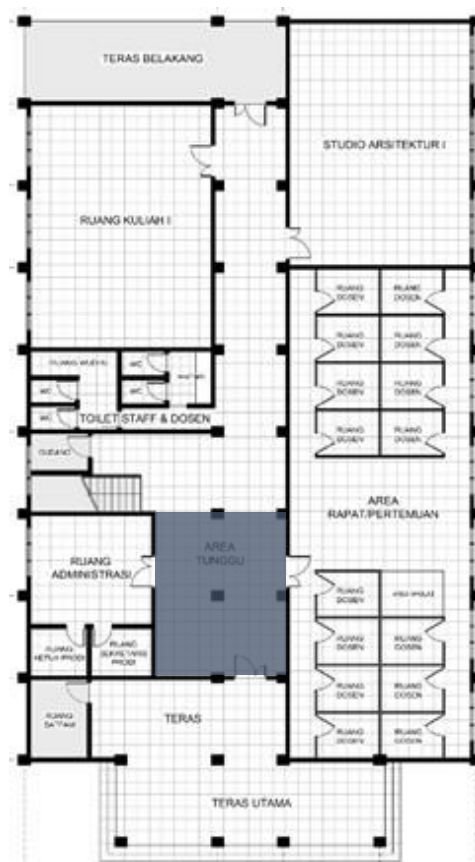 TERAS BELAKANG
STUDIO ARSITEKTUR I
RUANG KULIAH I
RUANG
DOSEN
RUANG
DOSEN
RUANG
DOSEN
RUANG
DOSEN
RUANG
DOSEN
RUANG
DOSEN
RUANG
DOSEN
RUANG
DOSEN
WC
WC
WC
WC
TOILET STAFF & DOSEN
GUDANG
AREA
RAPAT/PERTEMUAN
AREA
TUNGGU
RUANG
ADMINISTRASI
RUANG
DOSEN
RUANG
DOSEN
RUANG
DOSEN
RUANG
DOSEN
RUANG
DOSEN
RUANG
DOSEN
RUANG
DOSEN
RUANG
KETUA PRODI
RUANG
SEKRETARIS
PRODI
RUANG
SATPAM
TERAS
TERAS UTAMA